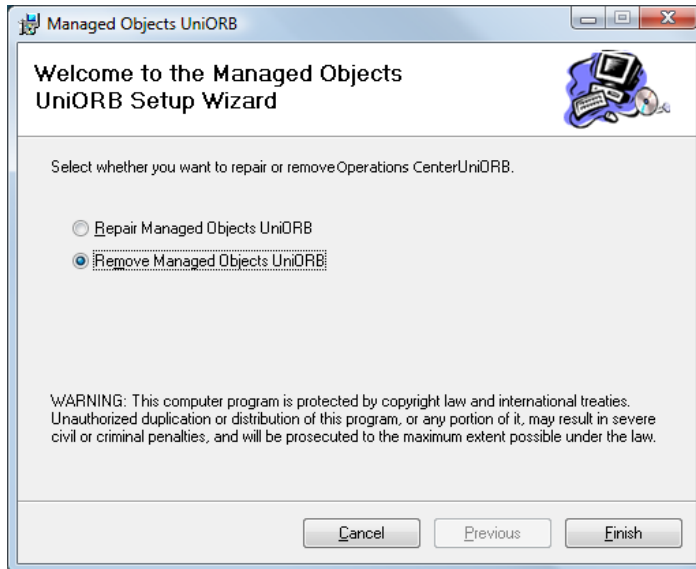 Managed Objects UniORB
Welcome to the Managed Objects
UniORB Setup Wizard
Select whether you want to repair or removeOperations CenterUniORB.
Repair Managed Objects UniORB
Remove Managed Objects UniORB
WARNING: This computer program is protected by copyright law and international treaties.
Unauthorized duplication or distribution of this program, or any portion of it, may result in severe
civil or criminal penalties, and will be prosecuted to the maximum extent possible under the law.
Cancel Previous Finish